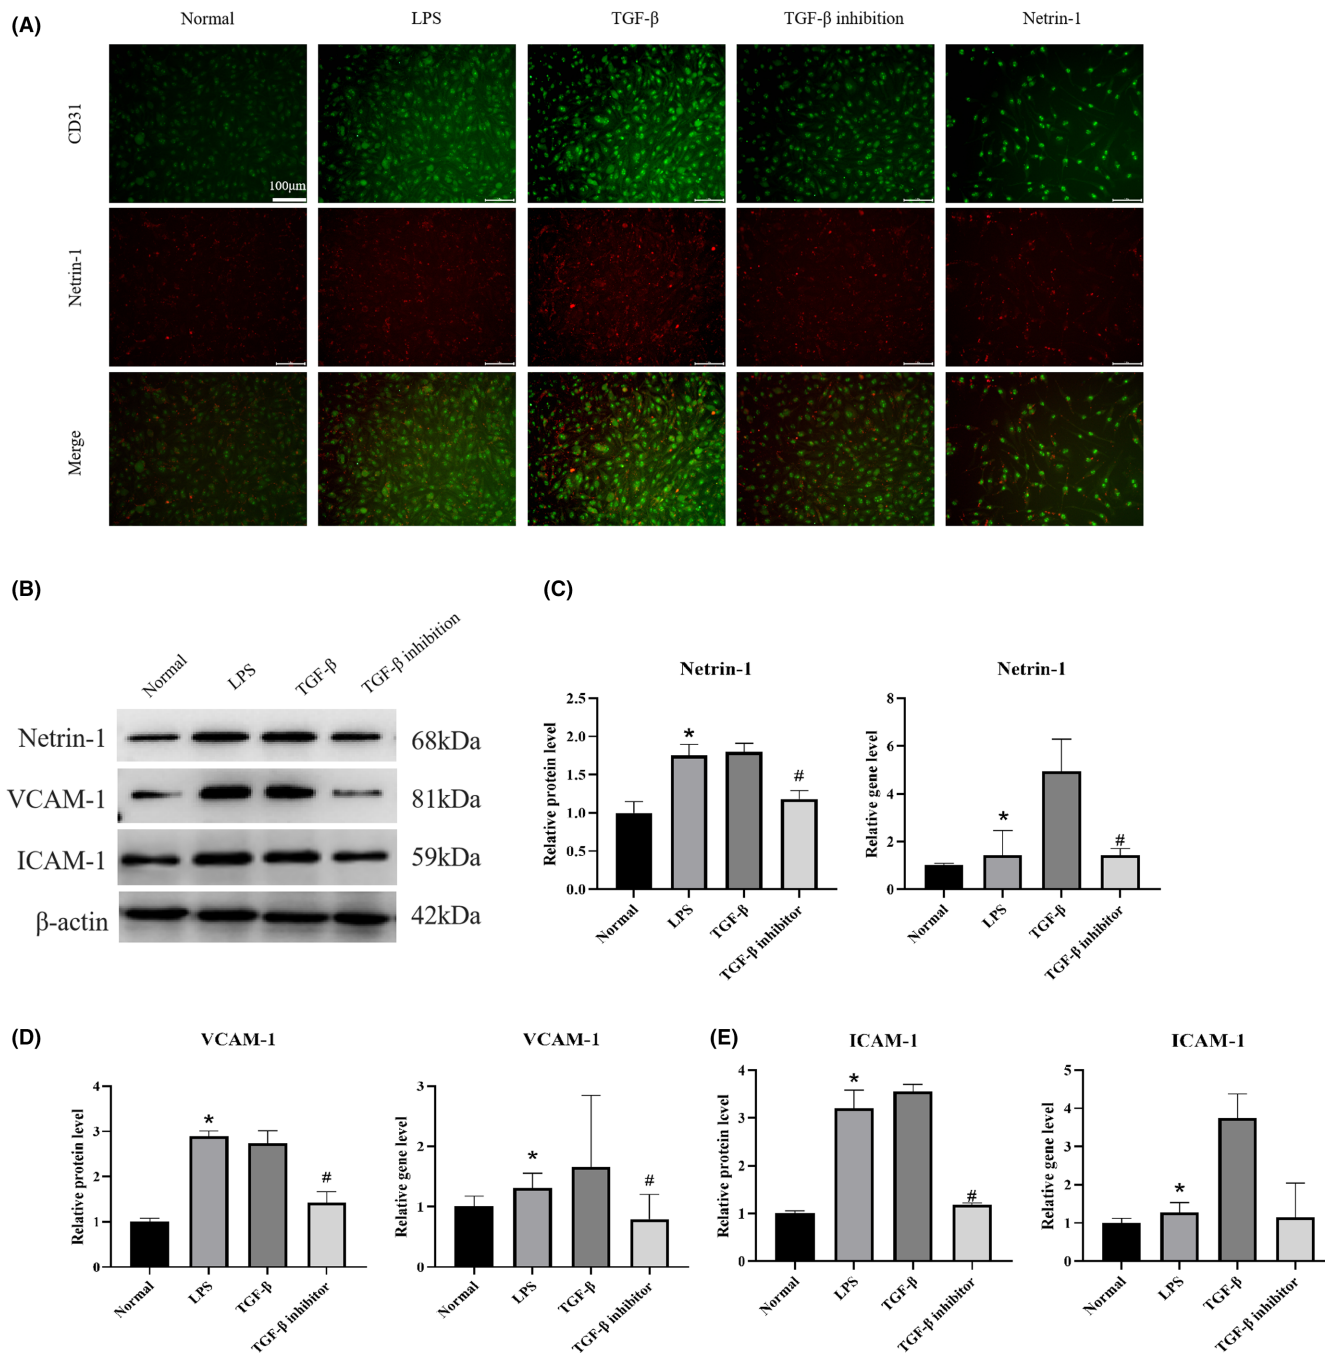 (A)
Normal LPS TGF-β TGF-β inhibition Netrin-1
CD31
100μm
Netrin-1
Merge
(B)
Normal LPS TGF-β TGF-β inhibition
Netrin-1 68kDa
VCAM-1 81kDa
ICAM-1 59kDa
β-actin 42kDa
(C)
Netrin-1
Relative protein level
2.5
2.0
1.5
1.0
0.5
0.0
*
#
Normal LPS TGF-β TGF-β inhibitor
Netrin-1
Relative gene level
8
6
4
2
0
*
#
Normal LPS TGF-β TGF-β inhibitor
(D)
VCAM-1
Relative protein level
4
3
2
1
0
*
#
Normal LPS TGF-β TGF-β inhibitor
VCAM-1
Relative gene level
3
2
1
0
*
#
Normal LPS TGF-β TGF-β inhibitor
(E)
ICAM-1
Relative protein level
4
3
2
1
0
*
#
Normal LPS TGF-β TGF-β inhibitor
ICAM-1
Relative gene level
5
4
3
2
1
0
*
Normal LPS TGF-β TGF-β inhibitor